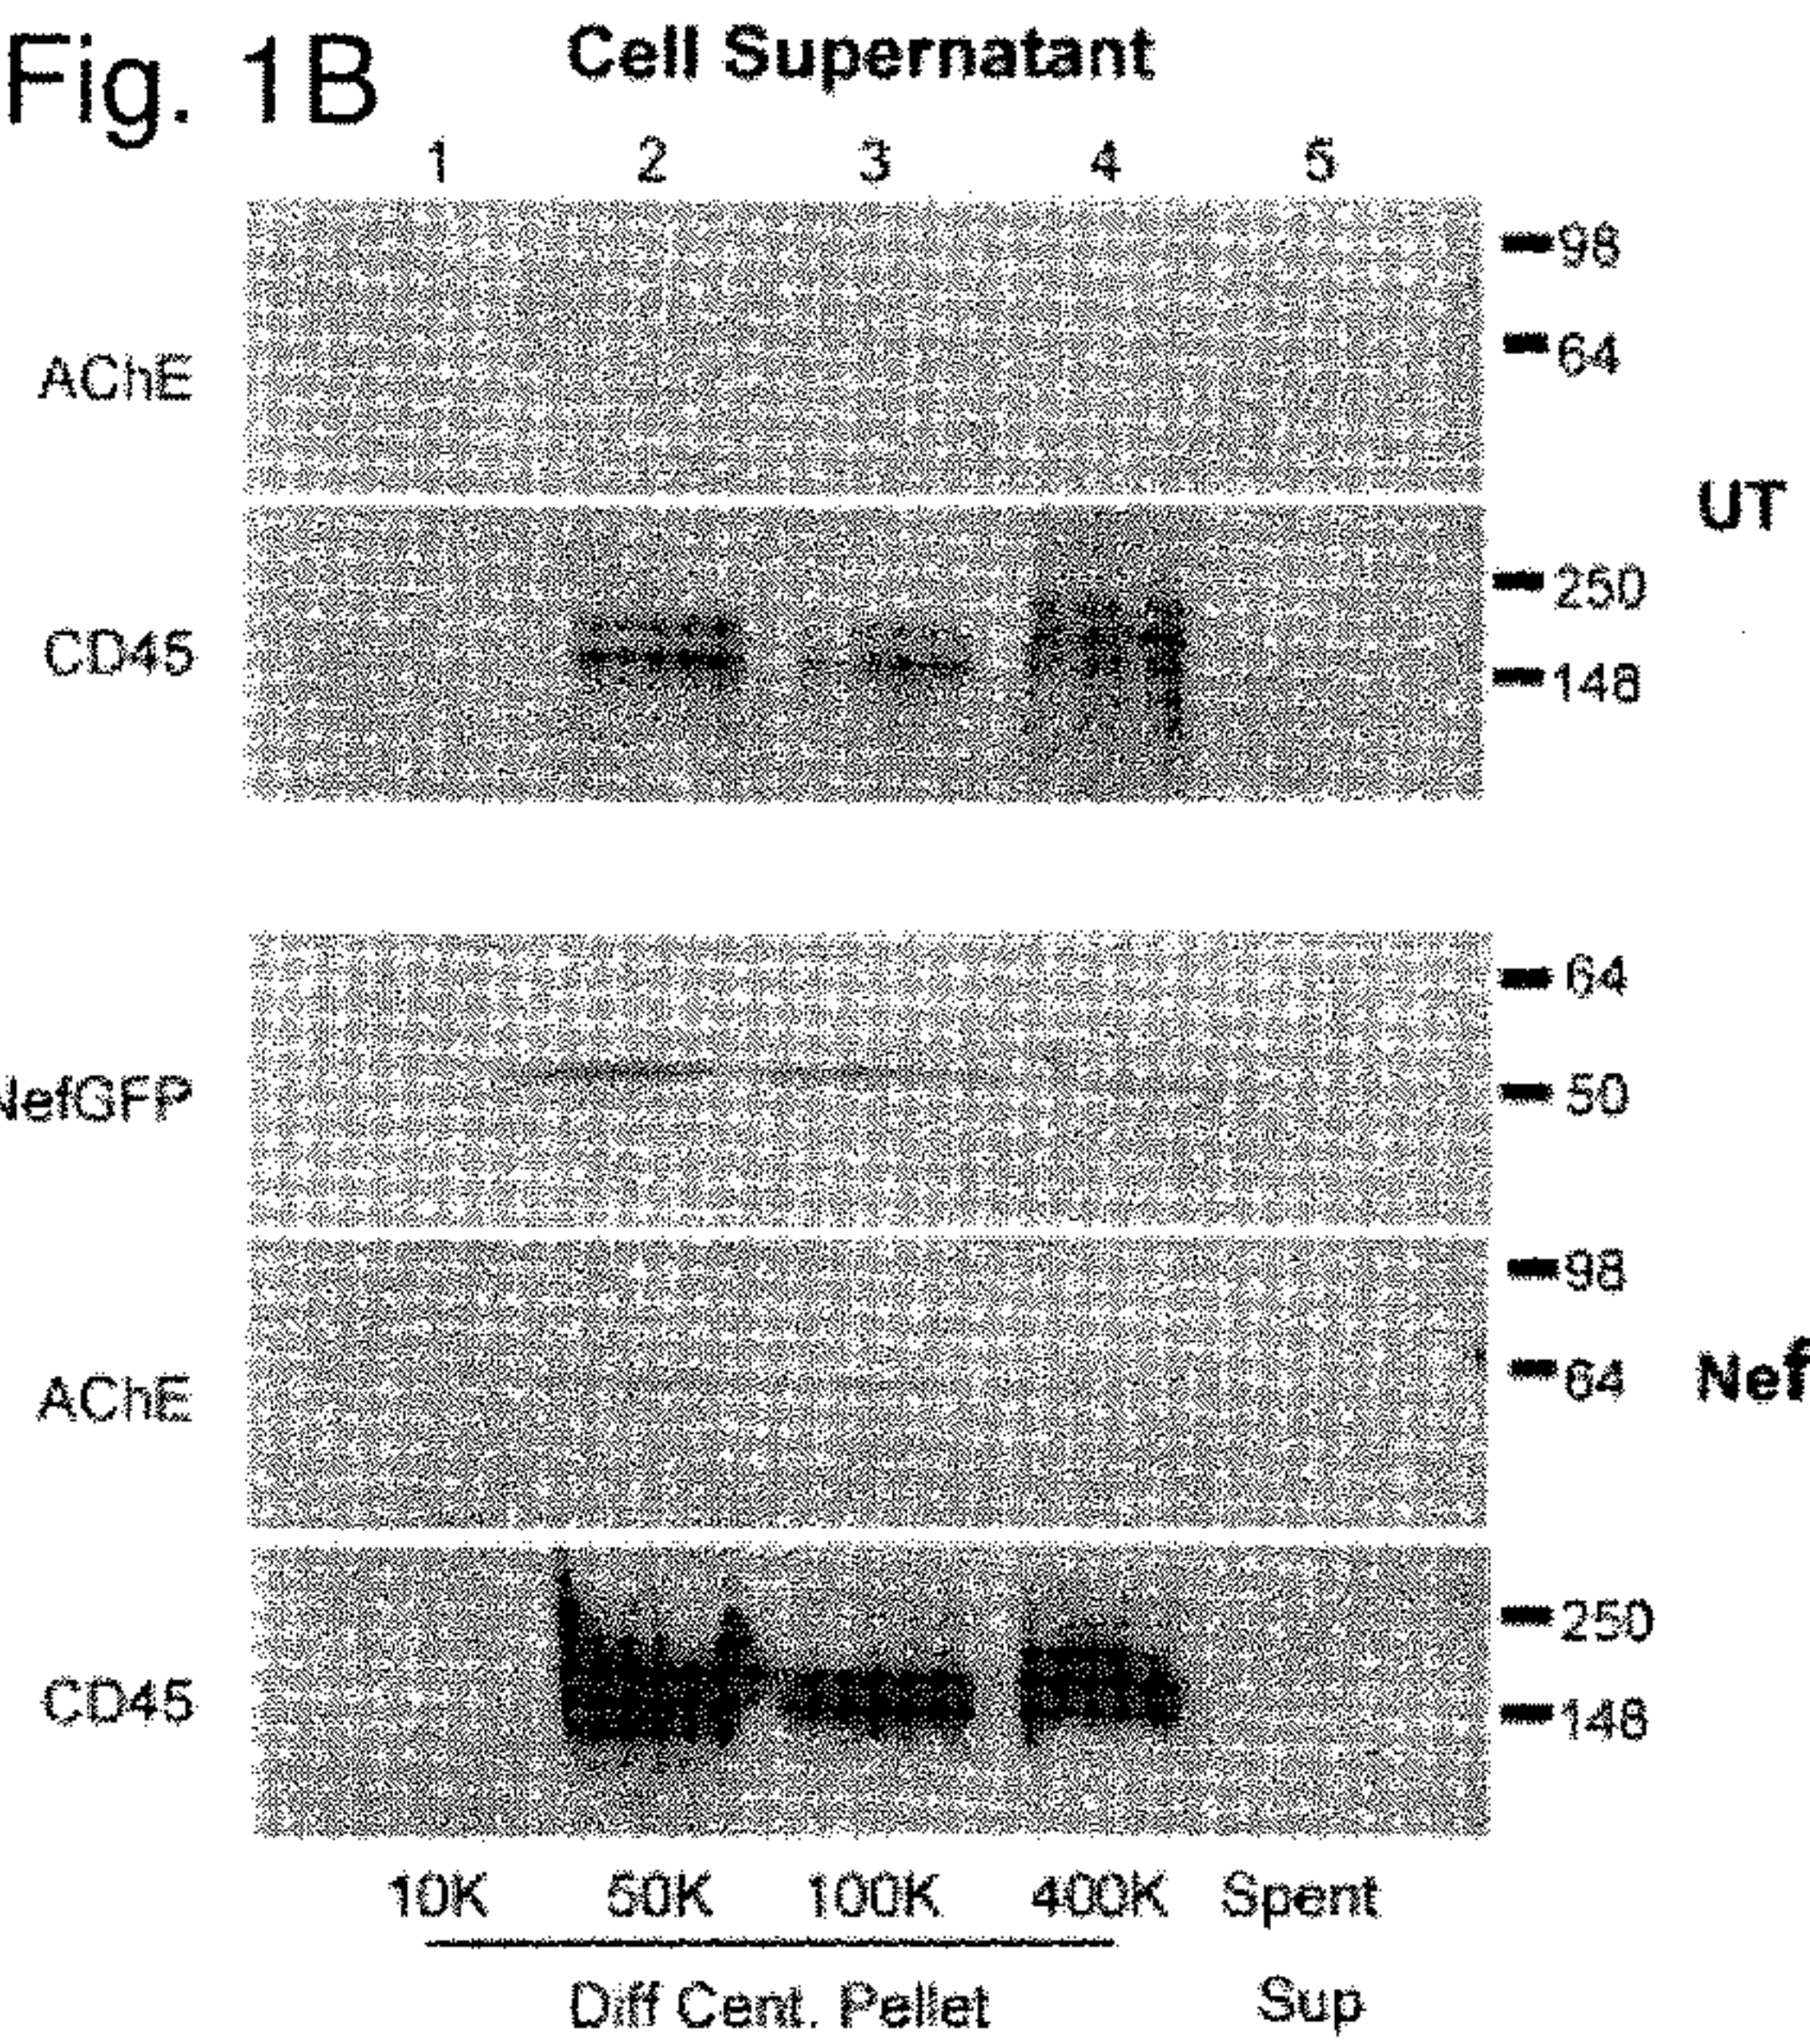 Fig. 1B
Cell Supernatant
1 2 3 4 5
98
AChE 64
UT
250
CD45 148
64
NefGFP 50
98
AChE 64 Nef
250
CD45 148
10K 50K 100K 400K Spent
Diff Cent. Pellet Sup